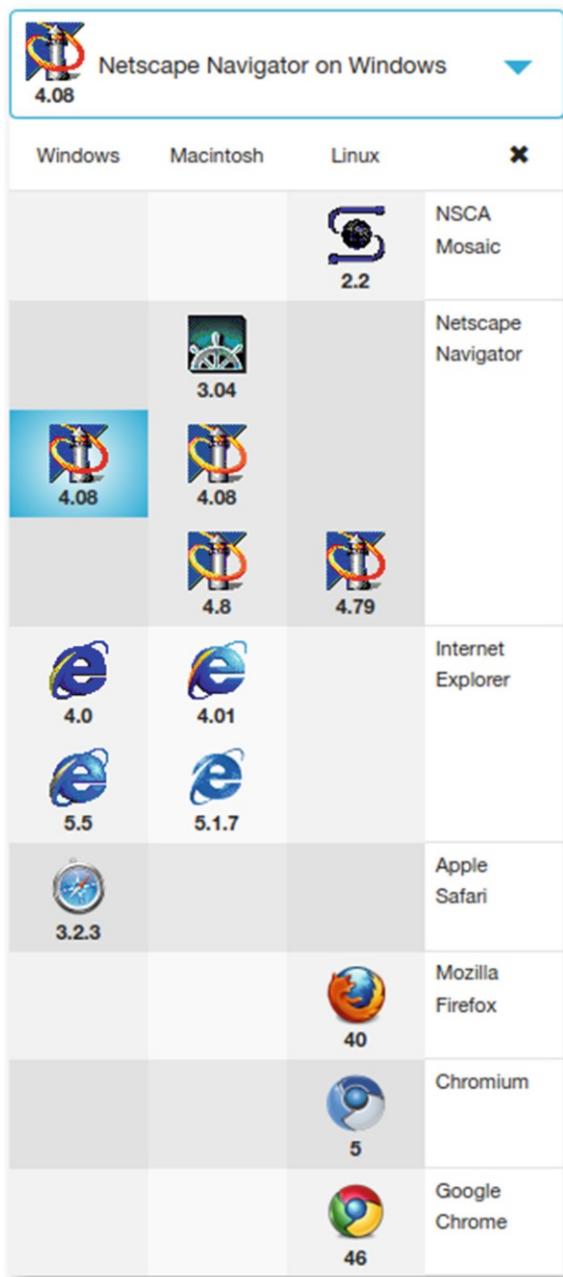 Netscape Navigator on Windows
4.08
Windows Macintosh Linux ✖
NSCA
Mosaic
2.2
Netscape
Navigator
3.04
4.08 4.08
4.8 4.79
Internet
Explorer
4.0 4.01
5.5 5.1.7
Apple
Safari
3.2.3
Mozilla
Firefox
40
Chromium
5
Google
Chrome
46